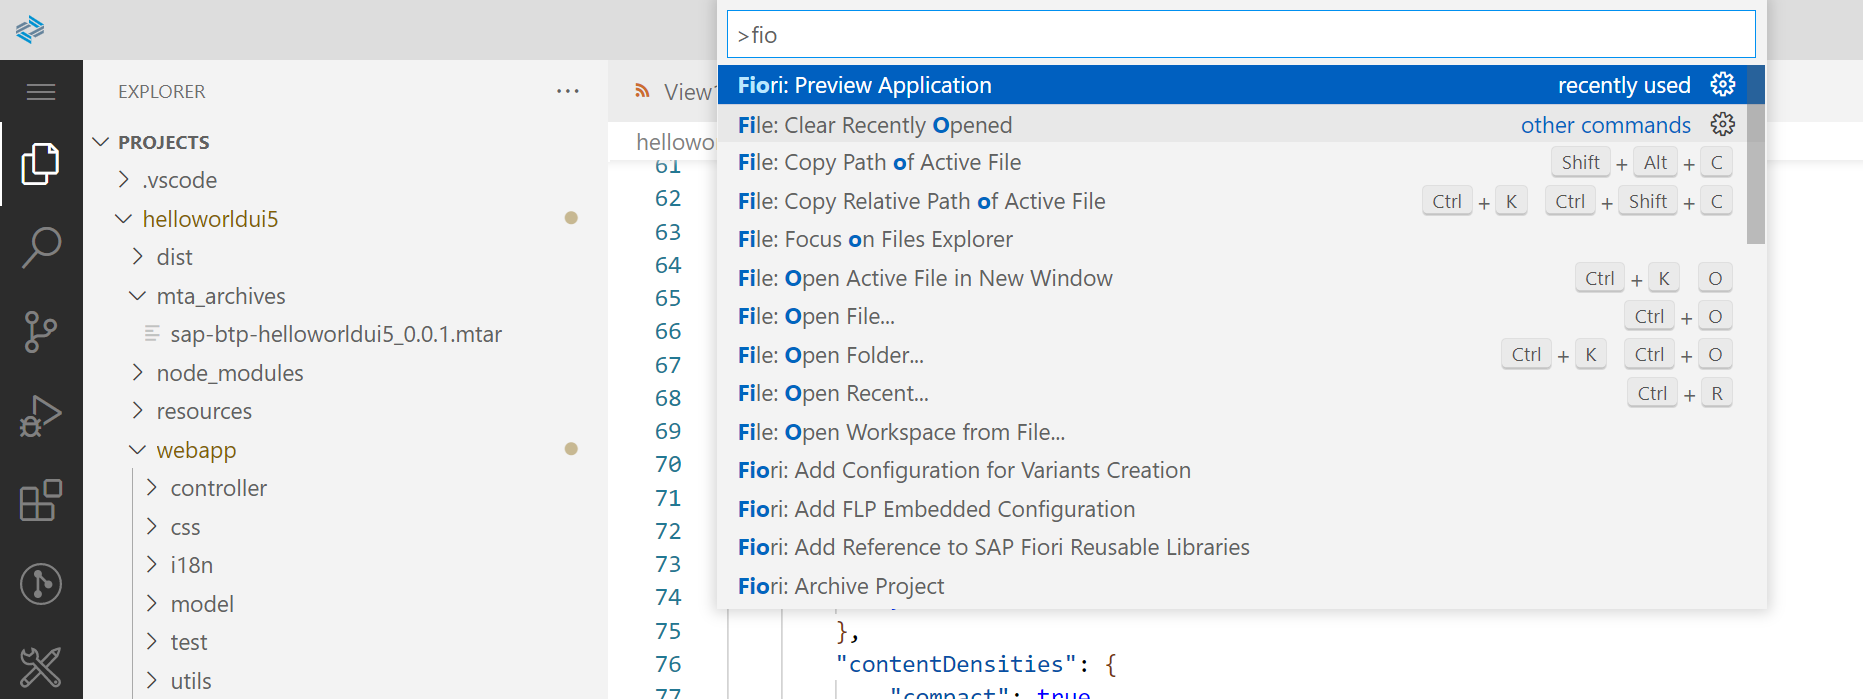 >fio
Fiori: Preview Application recently used
File: Clear Recently Opened other commands
File: Copy Path of Active File Shift + Alt + C
File: Copy Relative Path of Active File Ctrl + K Ctrl + Shift + C
File: Focus on Files Explorer
File: Open Active File in New Window Ctrl + K O
File: Open File... Ctrl + O
File: Open Folder... Ctrl + K Ctrl + O
File: Open Recent... Ctrl + R
File: Open Workspace from File...
Fiori: Add Configuration for Variants Creation
Fiori: Add FLP Embedded Configuration
Fiori: Add Reference to SAP Fiori Reusable Libraries
Fiori: Archive Project
EXPLORER
PROJECTS
.vscode
helloworldui5
dist
mta_archives
sap-btp-helloworldui5_0.0.1.mtar
node_modules
resources
webapp
controller
css
i18n
model
test
utils
View
hellowo
61
62
63
64
65
66
67
68
69
70
71
72
73
74
75 },
76 "contentDensities": {
77 "compact": true